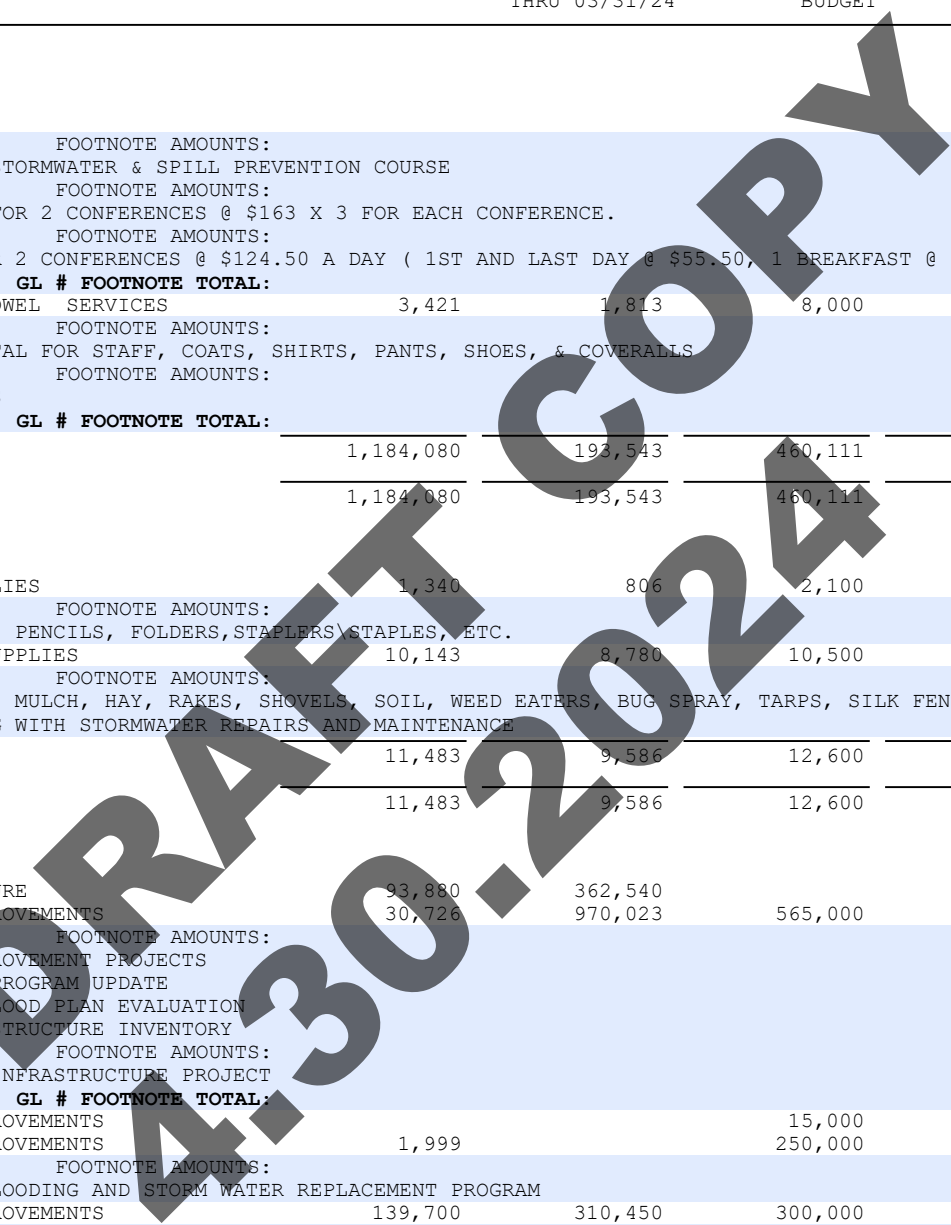 THRU 03/31/24 BUDGET
FOOTNOTE AMOUNTS:
STORMWATER & SPILL PREVENTION COURSE
FOOTNOTE AMOUNTS:
FOR 2 CONFERENCES @ $163 X 3 FOR EACH CONFERENCE.
FOOTNOTE AMOUNTS:
2 CONFERENCES @ $124.50 A DAY ( 1ST AND LAST DAY @ $55.50, 1 BREAKFAST @
GL # FOOTNOTE TOTAL:
OWEL SERVICES 3,421 1,813 8,000
FOOTNOTE AMOUNTS:
TAL FOR STAFF, COATS, SHIRTS, PANTS, SHOES, & COVERALLS
FOOTNOTE AMOUNTS:
GL # FOOTNOTE TOTAL:
1,184,080 193,543 460,111
1,184,080 193,543 460,111
LIES 1,340 806 2,100
FOOTNOTE AMOUNTS:
PENCILS, FOLDERS,STAPLERS\STAPLES, ETC.
UPPLIES 10,143 8,780 10,500
FOOTNOTE AMOUNTS:
MULCH, HAY, RAKES, SHOVELS, SOIL, WEED EATERS, BUG SPRAY, TARPS, SILK FEN
G WITH STORMWATER REPAIRS AND MAINTENANCE
11,483 9,586 12,600
11,483 9,586 12,600
URE 93,880 362,540
ROVEMENTS 30,726 970,023 565,000
FOOTNOTE AMOUNTS:
ROVEMENT PROJECTS
PROGRAM UPDATE
LOOD PLAN EVALUATION
STRUCTURE INVENTORY
FOOTNOTE AMOUNTS:
INFRASTRUCTURE PROJECT
GL # FOOTNOTE TOTAL:
ROVEMENTS 15,000
ROVEMENTS 1,999 250,000
FOOTNOTE AMOUNTS:
LOODING AND STORM WATER REPLACEMENT PROGRAM
ROVEMENTS 139,700 310,450 300,000
DRAFT COPY
4.30.2024